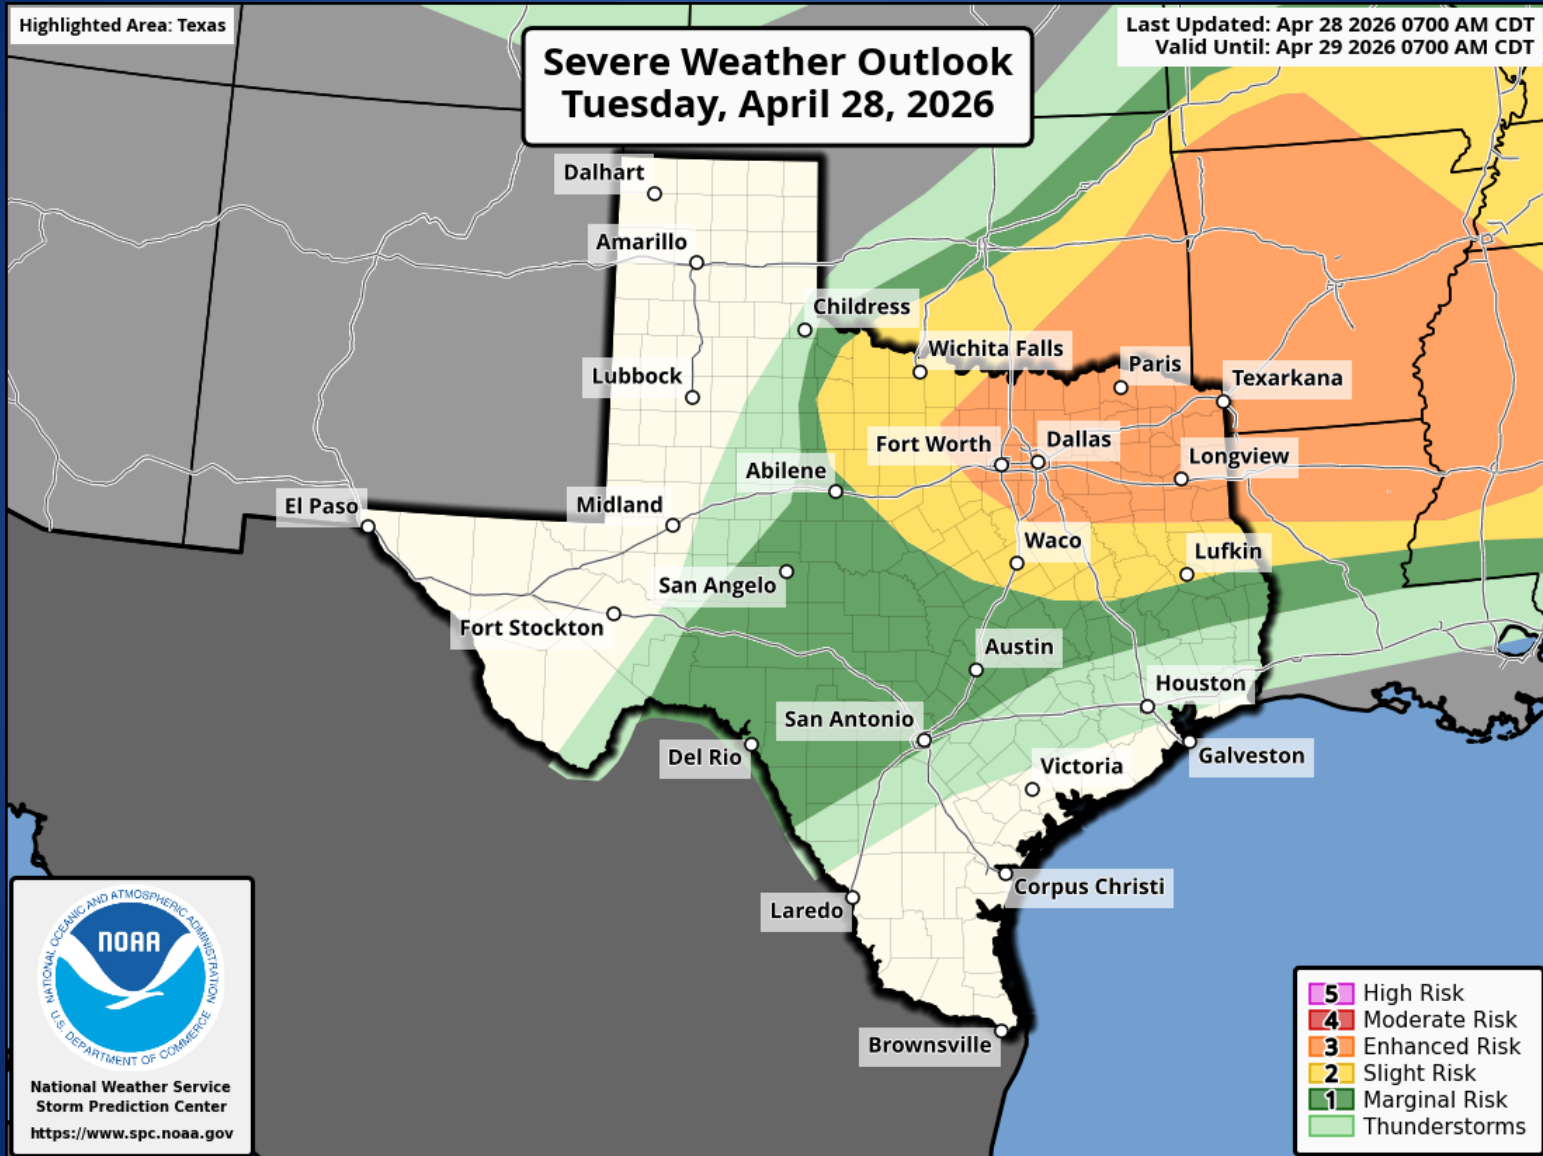 Highlighted Area: Texas
Last Updated: Apr 28 2026 0700 AM CDT
Valid Until: Apr 29 2026 0700 AM CDT
Severe Weather Outlook
Tuesday, April 28, 2026
Dalhart
Amarillo
Childress
Wichita Falls
Paris
Texarkana
Lubbock
Fort Worth
Dallas
Longview
Abilene
El Paso
Midland
Waco
Lufkin
San Angelo
Fort Stockton
Austin
Houston
San Antonio
Del Rio
Galveston
Victoria
Corpus Christi
Laredo
Brownsville
NATIONAL OCEANIC AND ATMOSPHERIC ADMINISTRATION
NOAA
U.S. DEPARTMENT OF COMMERCE
National Weather Service
Storm Prediction Center
https://www.spc.noaa.gov
5 High Risk
4 Moderate Risk
3 Enhanced Risk
2 Slight Risk
1 Marginal Risk
Thunderstorms